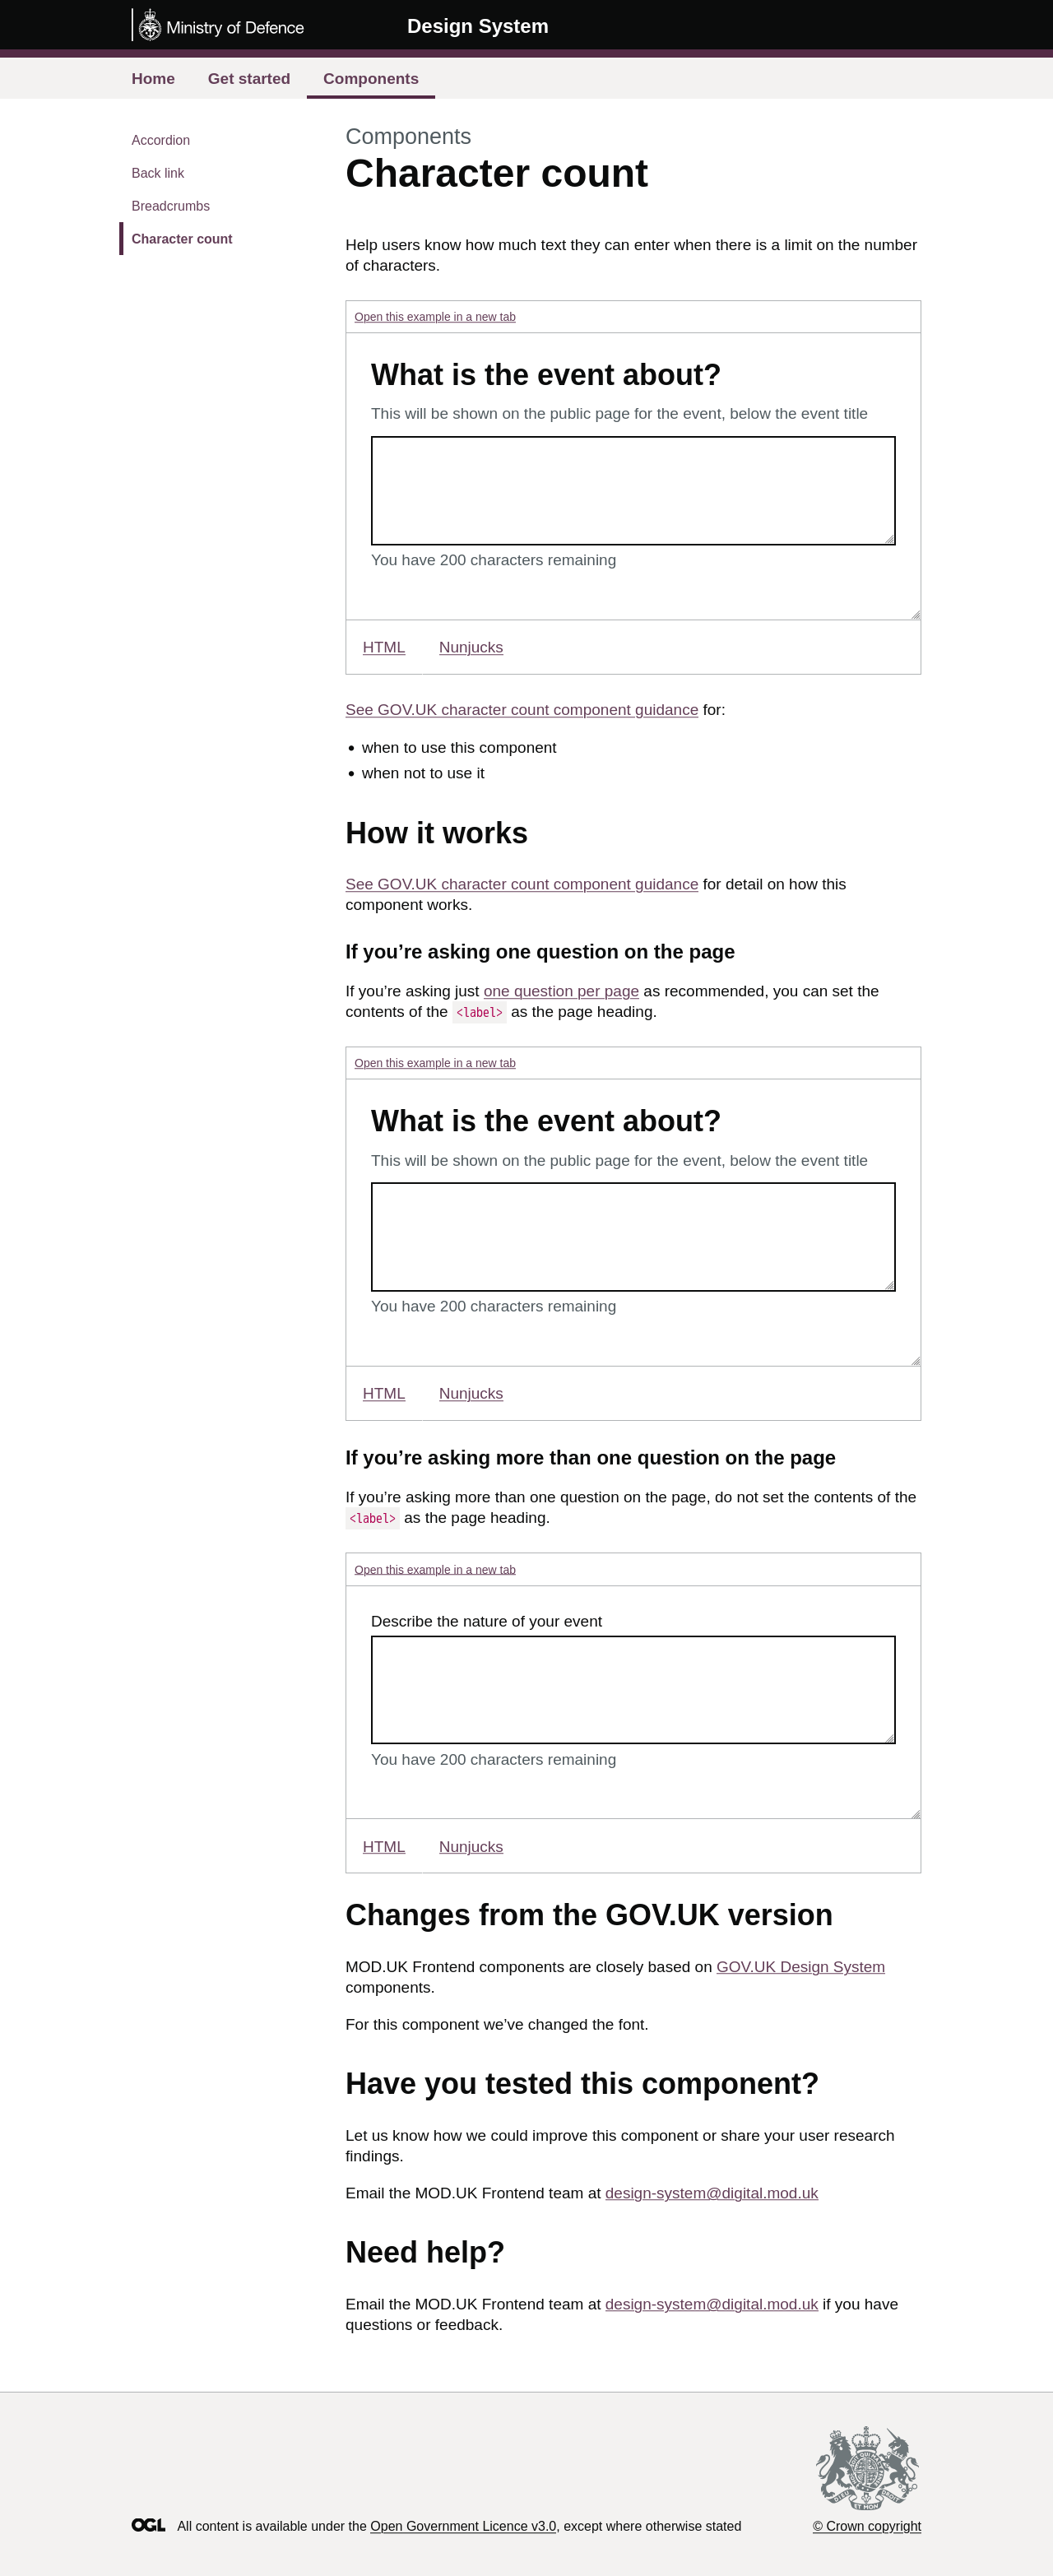 Ministry of Defence
Design System
Home
Get started
Components
Accordion
Back link
Breadcrumbs
Character count
Components
Character count
Help users know how much text they can enter when there is a limit on the number
of characters.
Open this example in a new tab
What is the event about?
This will be shown on the public page for the event, below the event title
You have 200 characters remaining
HTML
Nunjucks
See GOV.UK character count component guidance for:
• when to use this component
• when not to use it
How it works
See GOV.UK character count component guidance for detail on how this
component works.
If you’re asking one question on the page
If you’re asking just one question per page as recommended, you can set the
contents of the <label> as the page heading.
Open this example in a new tab
What is the event about?
This will be shown on the public page for the event, below the event title
You have 200 characters remaining
HTML
Nunjucks
If you’re asking more than one question on the page
If you’re asking more than one question on the page, do not set the contents of the
<label> as the page heading.
Open this example in a new tab
Describe the nature of your event
You have 200 characters remaining
HTML
Nunjucks
Changes from the GOV.UK version
MOD.UK Frontend components are closely based on GOV.UK Design System
components.
For this component we’ve changed the font.
Have you tested this component?
Let us know how we could improve this component or share your user research
findings.
Email the MOD.UK Frontend team at design-system@digital.mod.uk
Need help?
Email the MOD.UK Frontend team at design-system@digital.mod.uk if you have
questions or feedback.
OGL
All content is available under the Open Government Licence v3.0, except where otherwise stated
© Crown copyright